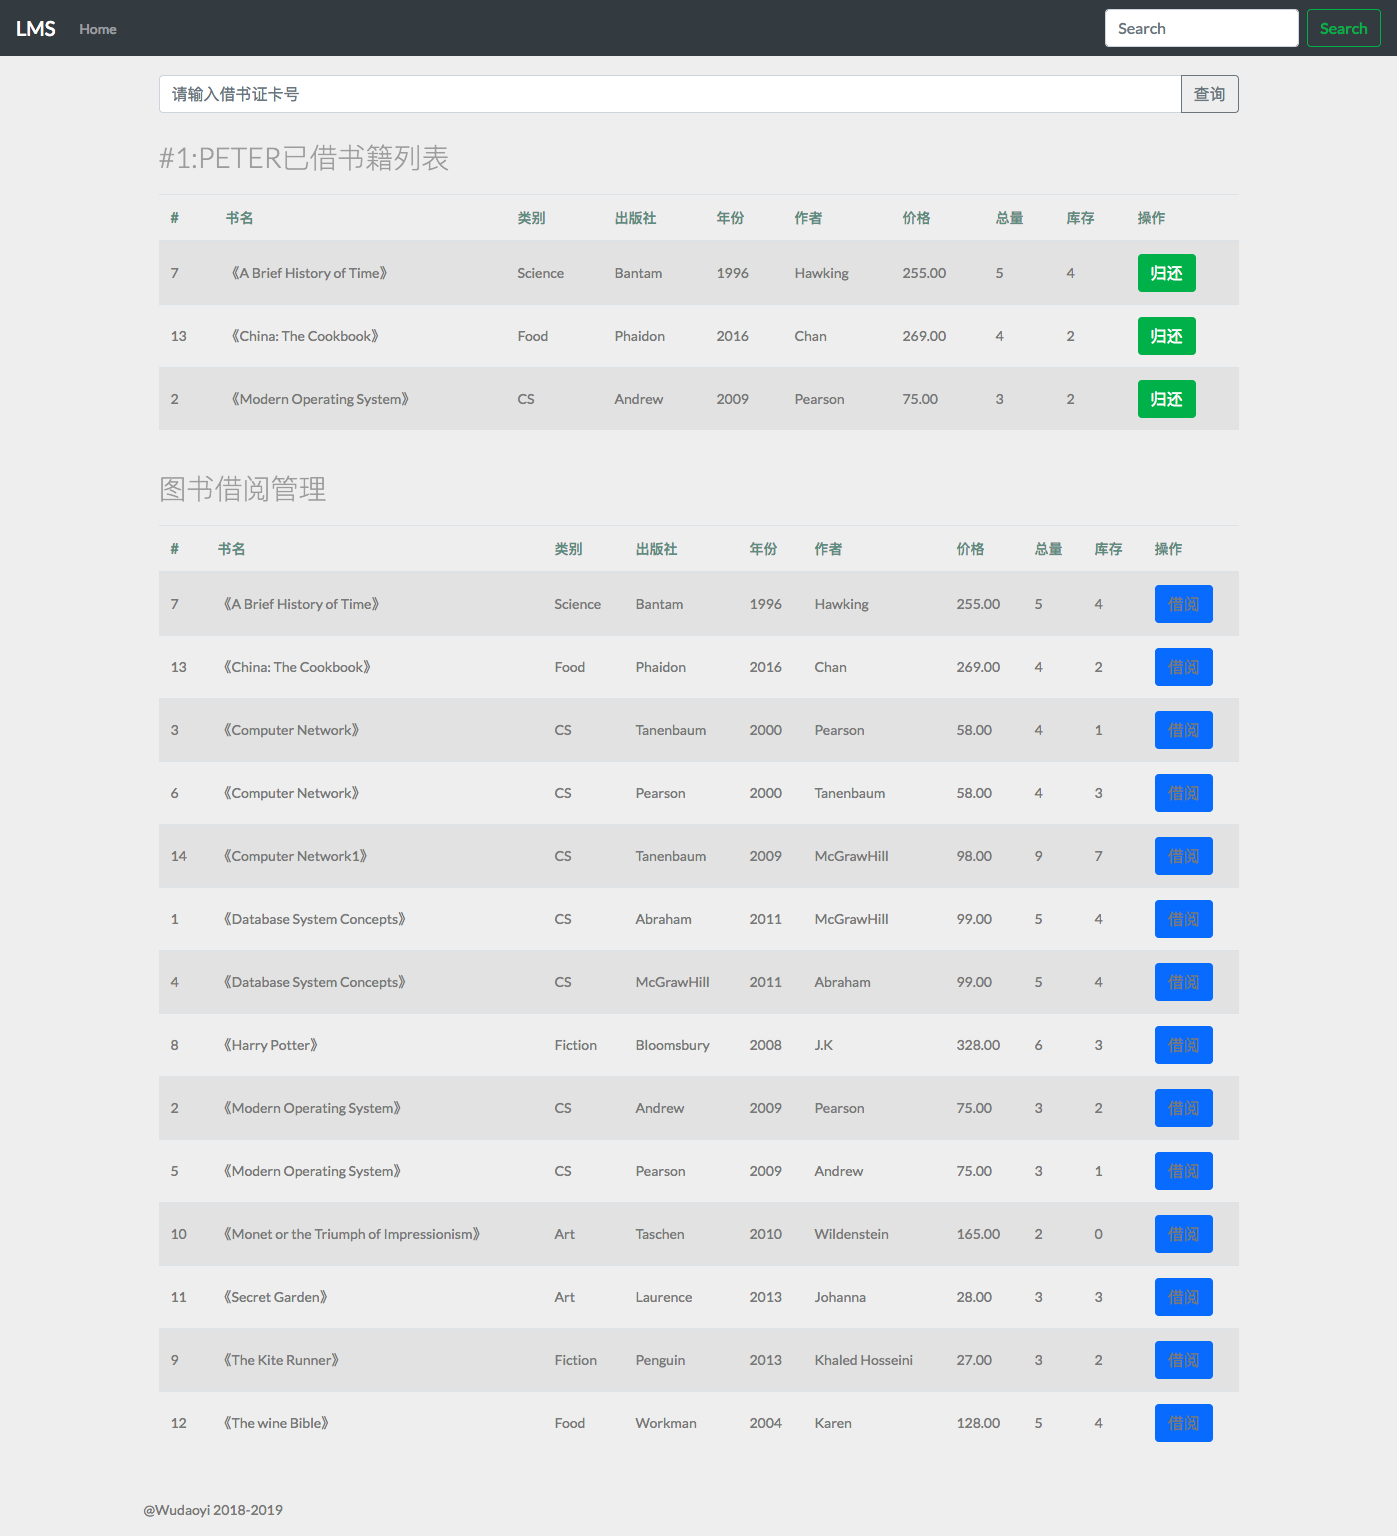 LMS Home Search Search
请输入借书证卡号 查询
#1:PETER已借书籍列表
# 书名 类别 出版社 年份 作者 价格 总量 库存 操作
7 《A Brief History of Time》 Science Bantam 1996 Hawking 255.00 5 4 归还
13 《China: The Cookbook》 Food Phaidon 2016 Chan 269.00 4 2 归还
2 《Modern Operating System》 CS Andrew 2009 Pearson 75.00 3 2 归还
图书借阅管理
# 书名 类别 出版社 年份 作者 价格 总量 库存 操作
7 《A Brief History of Time》 Science Bantam 1996 Hawking 255.00 5 4 借阅
13 《China: The Cookbook》 Food Phaidon 2016 Chan 269.00 4 2 借阅
3 《Computer Network》 CS Tanenbaum 2000 Pearson 58.00 4 1 借阅
6 《Computer Network》 CS Pearson 2000 Tanenbaum 58.00 4 3 借阅
14 《Computer Network1》 CS Tanenbaum 2009 McGrawHill 98.00 9 7 借阅
1 《Database System Concepts》 CS Abraham 2011 McGrawHill 99.00 5 4 借阅
4 《Database System Concepts》 CS McGrawHill 2011 Abraham 99.00 5 4 借阅
8 《Harry Potter》 Fiction Bloomsbury 2008 J.K 328.00 6 3 借阅
2 《Modern Operating System》 CS Andrew 2009 Pearson 75.00 3 2 借阅
5 《Modern Operating System》 CS Pearson 2009 Andrew 75.00 3 1 借阅
10 《Monet or the Triumph of Impressionism》 Art Taschen 2010 Wildenstein 165.00 2 0 借阅
11 《Secret Garden》 Art Laurence 2013 Johanna 28.00 3 3 借阅
9 《The Kite Runner》 Fiction Penguin 2013 Khaled Hosseini 27.00 3 2 借阅
12 《The wine Bible》 Food Workman 2004 Karen 128.00 5 4 借阅
@Wudaoyi 2018-2019